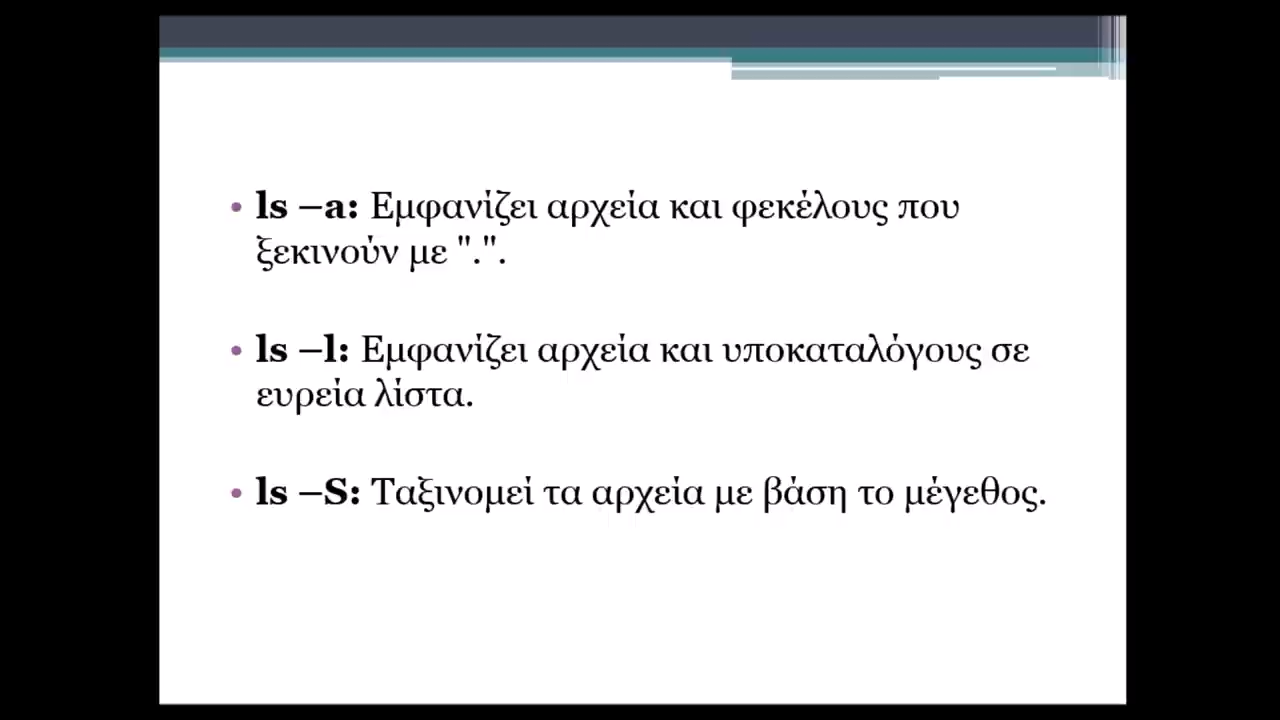 • ls –a: Εμφανίζει αρχεία και φεκέλους που
ξεκινούν με ".".
• ls –l: Εμφανίζει αρχεία και υποκαταλόγους σε
ευρεία λίστα.
• ls –S: Ταξινομεί τα αρχεία με βάση το μέγεθος.